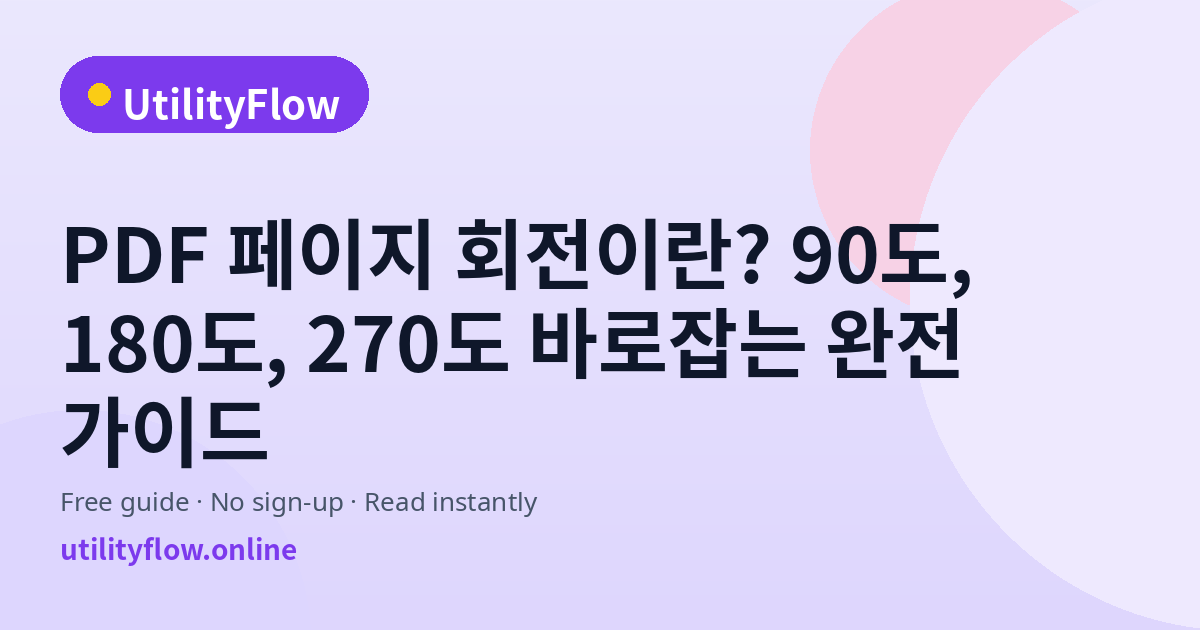 UtilityFlow
PDF 페이지 회전이란? 90도,
180도, 270도 바로잡는 완전
가이드
Free guide · No sign-up · Read instantly
utilityflow.online